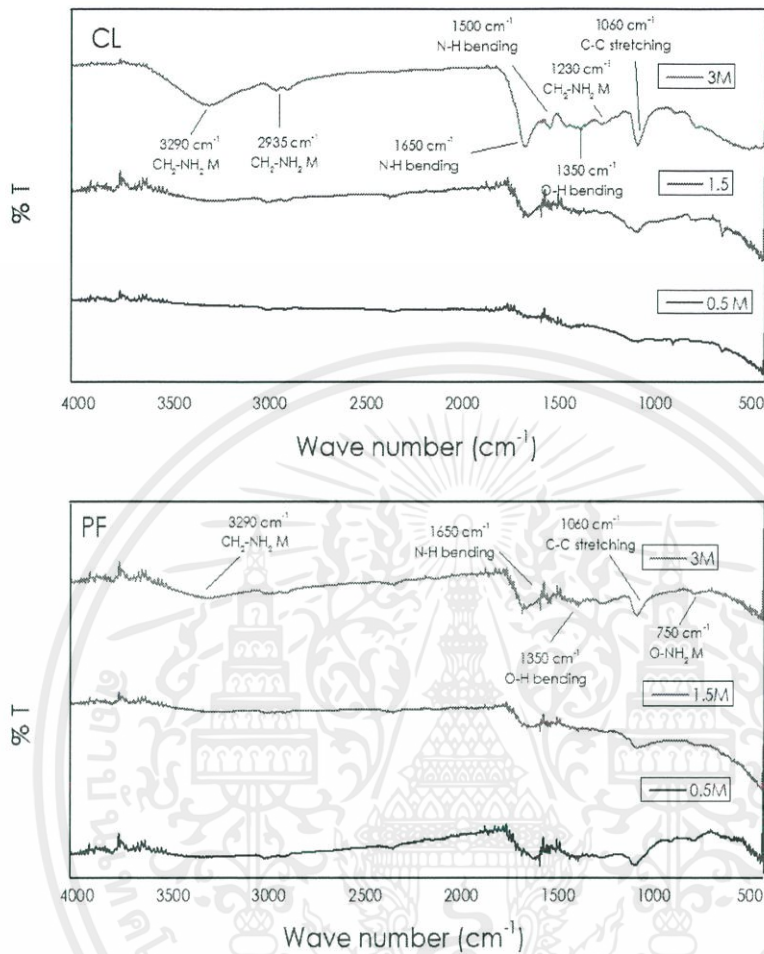 CL
1500 cm⁻¹
N-H bending
1060 cm⁻¹
C-C stretching
1230 cm⁻¹
CH₂-NH₂ M
3M
3290 cm⁻¹
CH₂-NH₂ M
2935 cm⁻¹
CH₂-NH₂ M
1650 cm⁻¹
N-H bending
1350 cm⁻¹
O-H bending
1.5
0.5 M
% T
4000 3500 3000 2500 2000 1500 1000 500
Wave number (cm⁻¹)
PF
3290 cm⁻¹
CH₂-NH₂ M
1650 cm⁻¹
N-H bending
1060 cm⁻¹
C-C stretching
3M
1350 cm⁻¹
O-H bending
750 cm⁻¹
O-NH₂ M
1.5M
0.5M
% T
4000 3500 3000 2500 2000 1500 1000 500
Wave number (cm⁻¹)